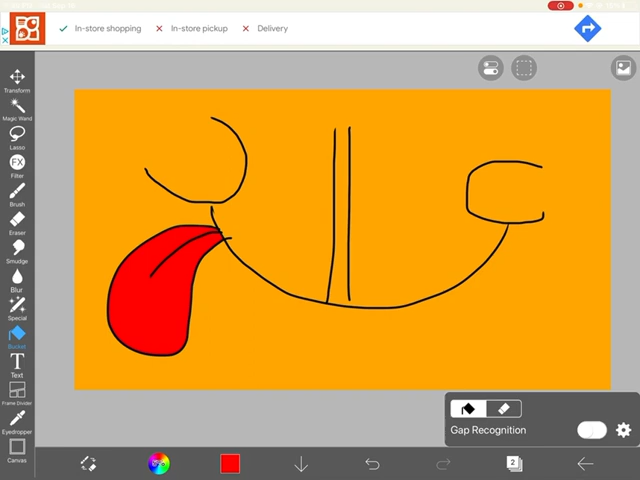 In-store shopping
In-store pickup
Delivery
Transform
Magic Wand
Lasso
FX
Filter
Brush
Eraser
Smudge
Blur
Special
Bucket
T
Text
Frame Divider
Eyedropper
Canvas
Gap Recognition
2